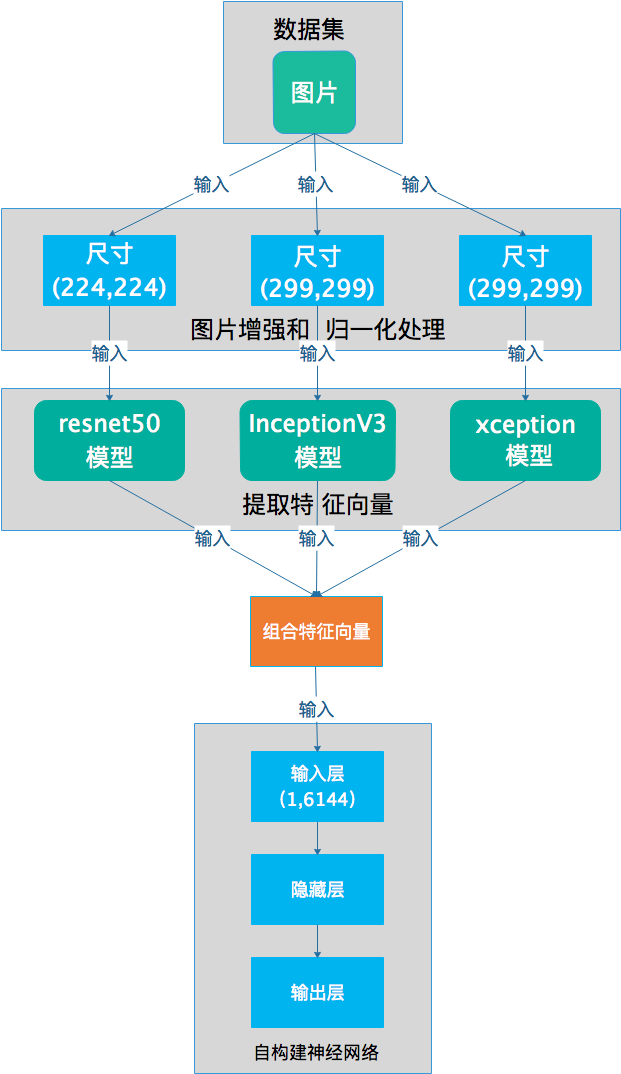 数据集
图片
输入 输入 输入
尺寸
(224,224)
尺寸
(299,299)
尺寸
(299,299)
图片增强和 归一化处理
输入 输入 输入
resnet50
模型
InceptionV3
模型
xception
模型
提取特 征向量
输入 输入 输入
组合特征向量
输入
输入层
(1,6144)
隐藏层
输出层
自构建神经网络